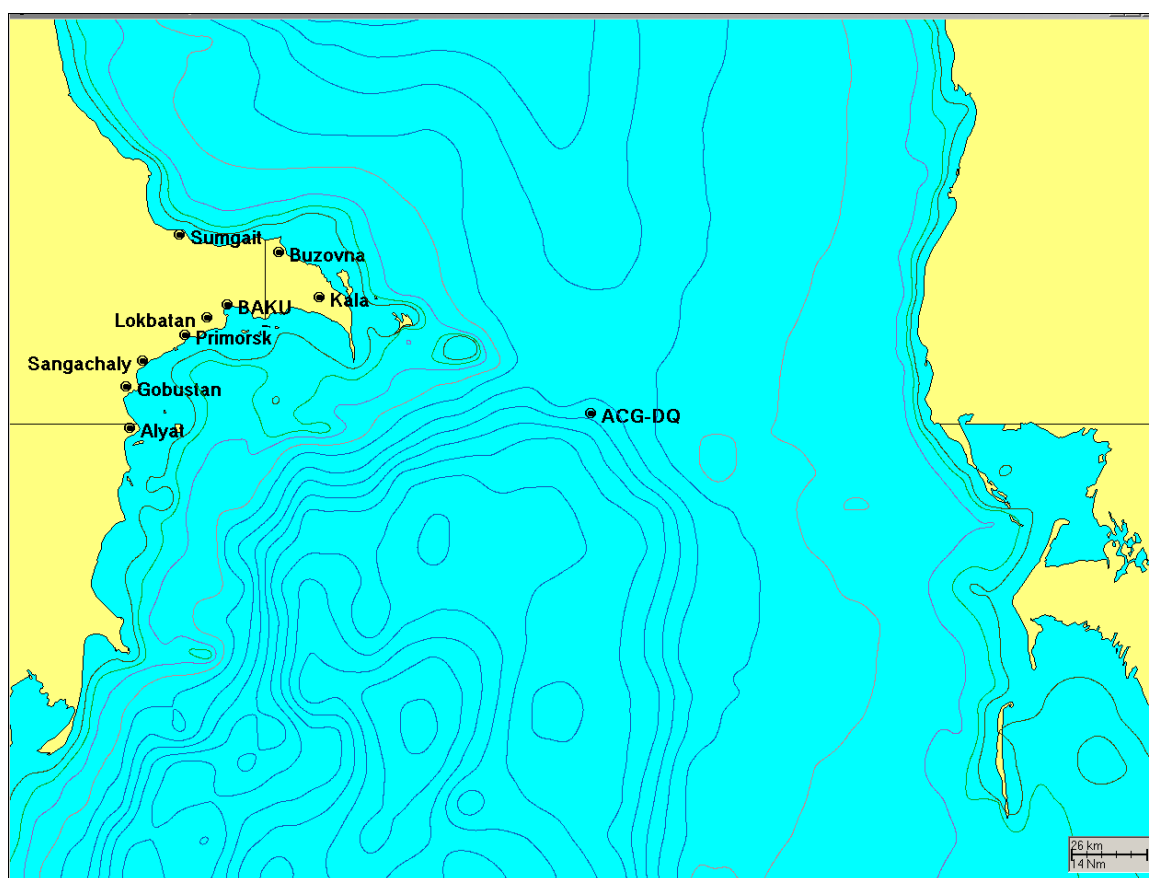 Sumgait
Buzovna
Kala
BAKU
Lokbatan
Primorsk
Sangachaly
Gobustan
ACG-DQ
Alyat
26 km
14 Nm